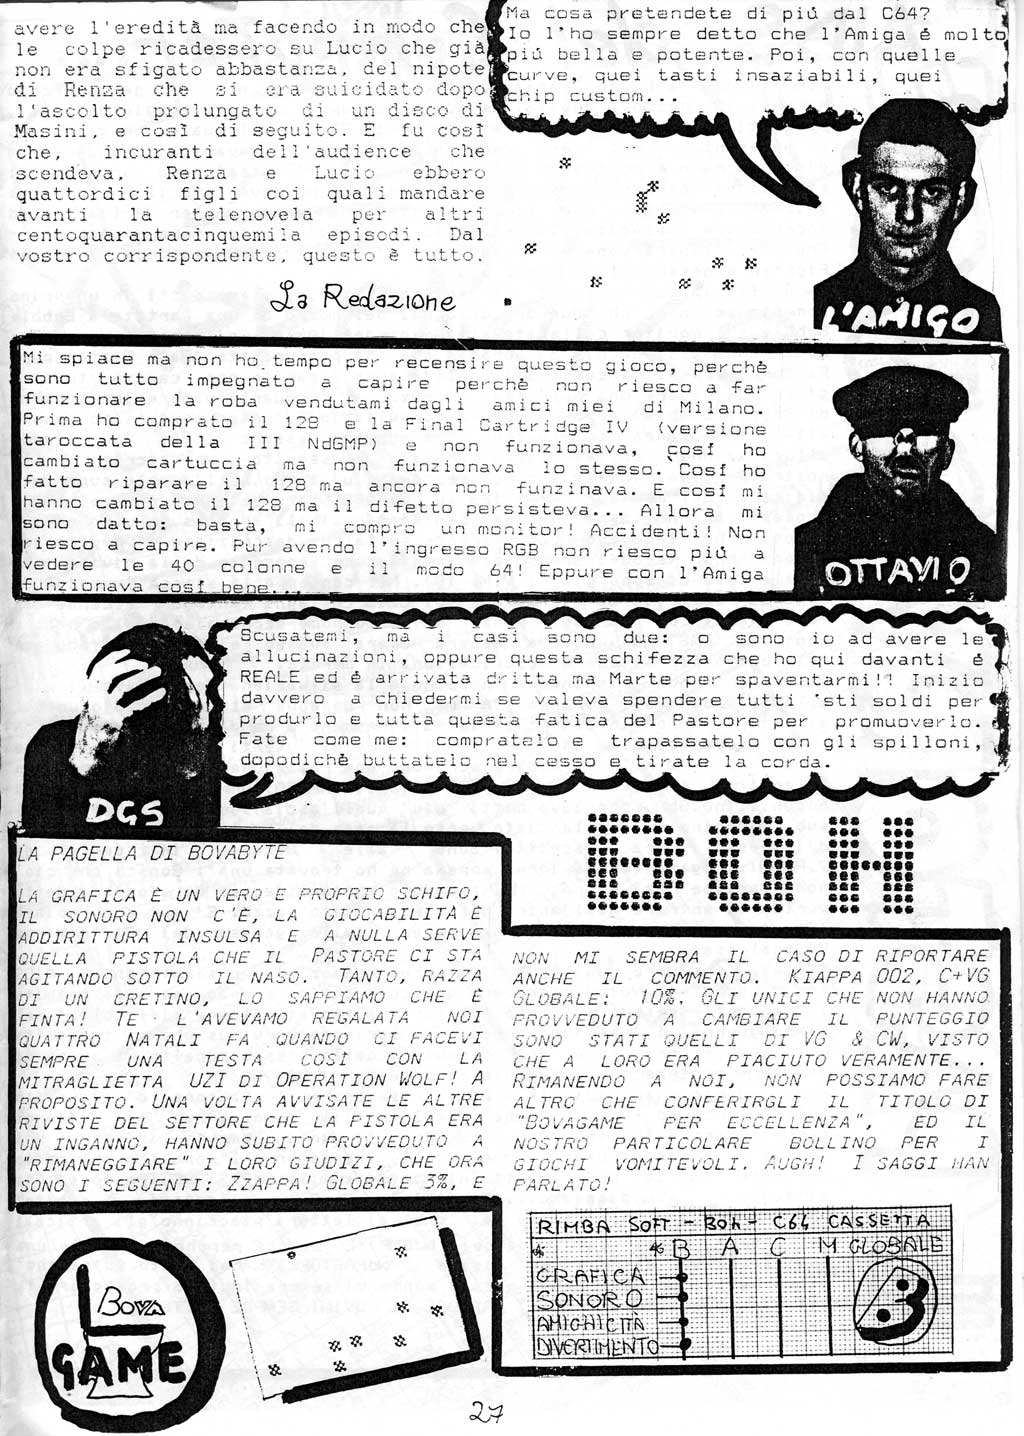 avere l'eredità ma facendo in modo che
le colpe ricadessero su Lucio che già
non era sfigato abbastanza, del nipote
di Renza che si era suicidato dopo
l'ascolto prolungato di un disco di
Masini, e così di seguito. E fu così
che, incuranti dell'audience che
scendeva, Renza e Lucio ebbero
quattordici figli coi quali mandare
avanti la telenovela per altri
centoquarantacinquemila episodi. Dal
vostro corrispondente, questo è tutto.
La Redazione
Ma cosa pretendete di più dal C64?
Io l'ho sempre detto che l'Amiga é molto
più bella e potente. Poi, con quelle
curve, quei tasti insaziabili, quei
chip custom...
L'AMIGO
Mi spiace ma non ho tempo per recensire questo gioco, perchè
sono tutto impegnato a capire perchè non riesco a far
funzionare la roba vendutami dagli amici miei di Milano.
Prima ho comprato il 128 e la Final Cartridge IV (versione
taroccata della III NdGMP) e non funzionava, così ho
cambiato cartuccia ma non funzionava lo stesso. Così ho
fatto riparare il 128 ma ancora non funzinava. E così mi
hanno cambiato il 128 ma il difetto persisteva... Allora mi
sono datto: basta, mi compro un monitor! Accidenti! Non
riesco a capire. Pur avendo l'ingresso RGB non riesco più a
vedere le 40 colonne e il modo 64! Eppure con l'Amiga
funzionava così bene...
OTTAVIO
Scusatemi, ma i casi sono due: o sono io ad avere le
allucinazioni, oppure questa schifezza che ho qui davanti é
REALE ed é arrivata dritta ma Marte per spaventarmi!! Inizio
davvero a chiedermi se valeva spendere tutti 'sti soldi per
produrlo e tutta questa fatica del Pastore per promuoverlo.
Fate come me: compratelo e trapassatelo con gli spilloni,
dopodichè buttatelo nel cesso e tirate la corda.
DGS
BOH
LA PAGELLA DI BOVABYTE
LA GRAFICA È UN VERO E PROPRIO SCHIFO,
IL SONORO NON C'È, LA GIOCABILITÀ È
ADDIRITTURA INSULSA E A NULLA SERVE
QUELLA PISTOLA CHE IL PASTORE CI STA
AGITANDO SOTTO IL NASO. TANTO, RAZZA
DI UN CRETINO, LO SAPPIAMO CHE È
FINTA! TE L'AVEVAMO REGALATA NOI
QUATTRO NATALI FA QUANDO CI FACEVI
SEMPRE UNA TESTA COSÌ CON LA
MITRAGLIETTA UZI DI OPERATION WOLF! A
PROPOSITO. UNA VOLTA AVVISATE LE ALTRE
RIVISTE DEL SETTORE CHE LA PISTOLA ERA
UN INGANNO, HANNO SUBITO PROVVEDUTO A
"RIMANEGGIARE" I LORO GIUDIZI, CHE ORA
SONO I SEGUENTI: ZZAPPA! GLOBALE 3%, E
NON MI SEMBRA IL CASO DI RIPORTARE
ANCHE IL COMMENTO. KIAPPA 002, C+VG
GLOBALE: 10%. GLI UNICI CHE NON HANNO
PROVVEDUTO A CAMBIARE IL PUNTEGGIO
SONO STATI QUELLI DI VG & CW, VISTO
CHE A LORO ERA PIACIUTO VERAMENTE...
RIMANENDO A NOI, NON POSSIAMO FARE
ALTRO CHE CONFERIRGLI IL TITOLO DI
"BOVAGAME PER ECCELLENZA", ED IL
NOSTRO PARTICOLARE BOLLINO PER I
GIOCHI VOMITEVOLI. AUGH! I SAGGI HAN
PARLATO!
BOVA
GAME
RIMBA SOFT - BOH - C64 CASSETTA
B A C M GLOBALE
GRAFICA
SONORO
AMIGHICITÀ
DIVERTIMENTO
B
27